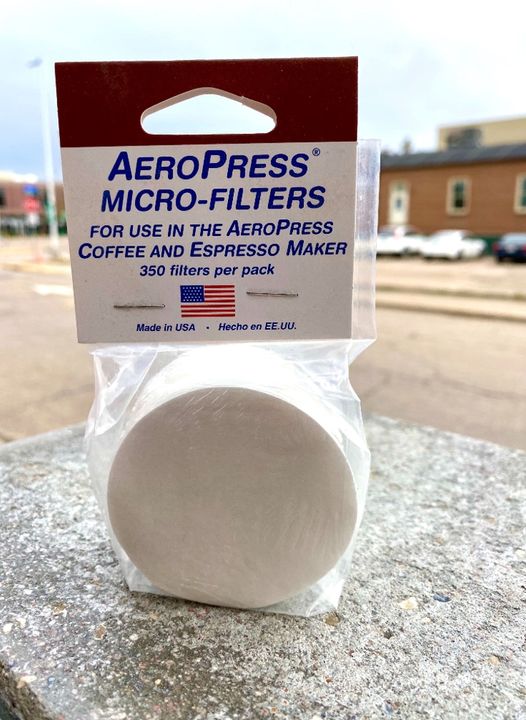 AEROPRESS®
MICRO-FILTERS
FOR USE IN THE AEROPRESS
COFFEE AND ESPRESSO MAKER
350 filters per pack
Made in USA • Hecho en EE.UU.